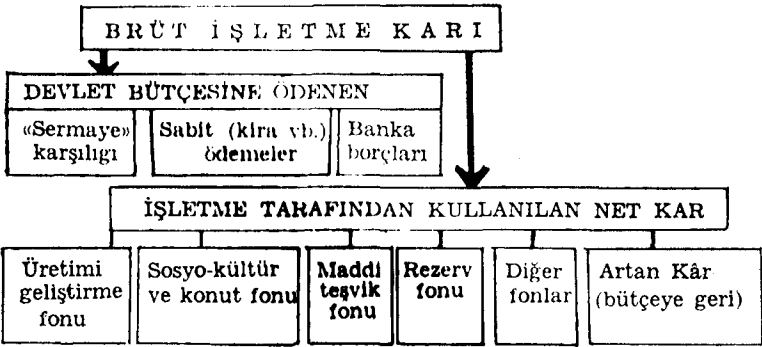 BRÜT İŞLETME KARI
DEVLET BÜTÇESİNE ÖDENEN
«Sermaye»
karşılıgı
Sabit (kira vb.)
ödemeler
Banka
borçları
İŞLETME TARAFINDAN KULLANILAN NET KAR
Üretimi
geliştirme
fonu
Sosyo-kültür
ve konut fonu
Maddi
teşvik
fonu
Rezerv
fonu
Diğer
fonlar
Artan Kâr
(bütçeye geri)